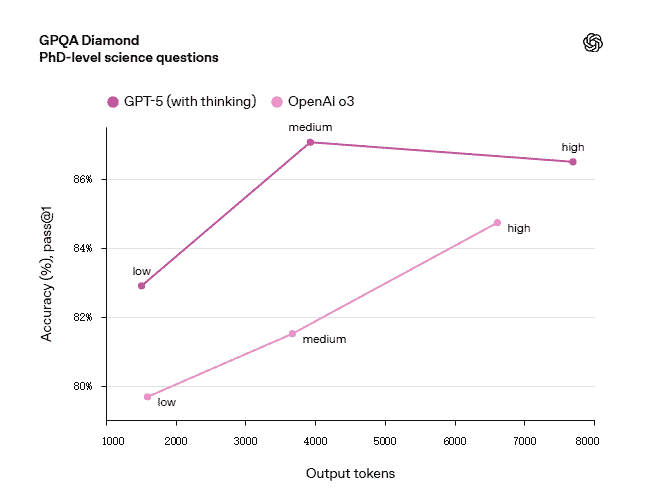 GPQA Diamond
PhD-level science questions
GPT-5 (with thinking) OpenAI o3
medium
high
86%
84%
high
low
82%
medium
80%
low
Accuracy (%), pass@1
1000 2000 3000 4000 5000 6000 7000 8000
Output tokens